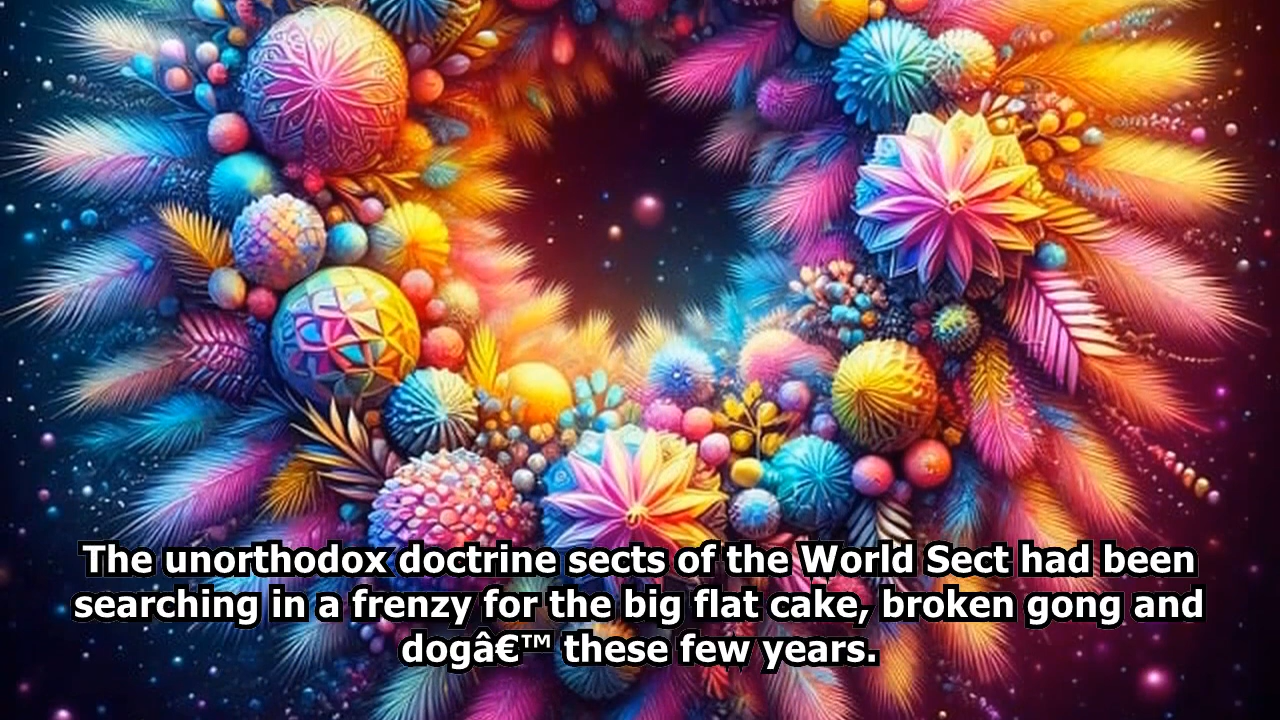 The unorthodox doctrine sects of the World Sect had been
searching in a frenzy for the big flat cake, broken gong and
dogâ€™ these few years.